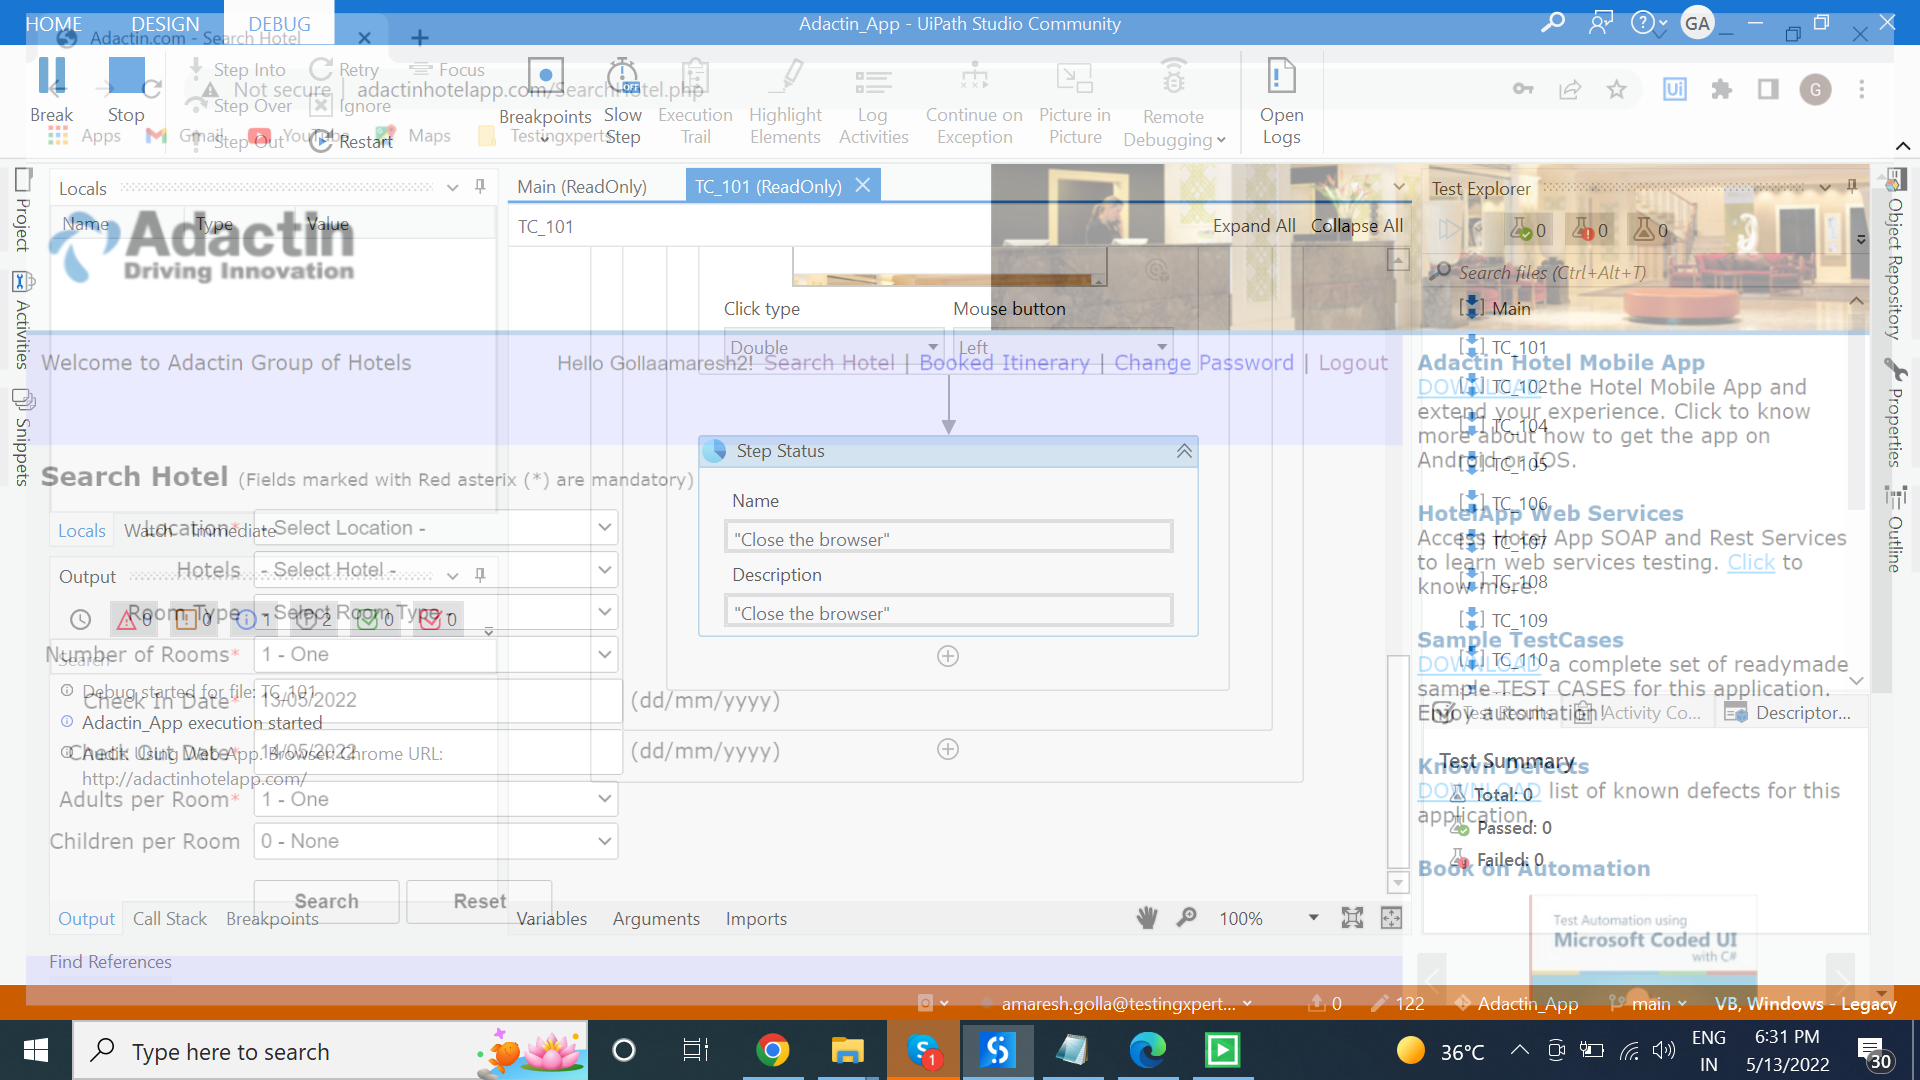 HOME DESIGN DEBUG
Adactin_App - UiPath Studio Community
GA
Adactin.com - Search Hotel
Break
Stop
Step Into
Step Over
Step Out
Retry
Ignore
Restart
Focus
Breakpoints
Slow Step
Execution Trail
Highlight Elements
Log Activities
Continue on Exception
Picture in Picture
Remote Debugging
Open Logs
Not secure | adactinhotelapp.com/SearchHotel.php
G
Apps Gmail YouTube Maps Testingxperts
Project
Activities
Snippets
Locals
Name Type Value
Adactin
Driving Innovation
Main (ReadOnly) TC_101 (ReadOnly)
TC_101
Expand All Collapse All
Click type
Double
Mouse button
Left
Welcome to Adactin Group of Hotels
Hello Gollaamaresh2! Search Hotel | Booked Itinerary | Change Password | Logout
Step Status
Name
"Close the browser"
Description
"Close the browser"
Search Hotel (Fields marked with Red asterix (*) are mandatory)
Location* - Select Location -
Hotels - Select Hotel -
Room Type - Select Room Type -
Number of Rooms* 1 - One
Check In Date* 13/05/2022 (dd/mm/yyyy)
Check Out Date* 14/05/2022 (dd/mm/yyyy)
Adults per Room* 1 - One
Children per Room 0 - None
Search Reset
Locals Watch Immediate
Output
0 0 1 2 0 0
Search
Debug started for file: TC_101
Adactin_App execution started
Audit: Using Web App. Browser: Chrome URL:
http://adactinhotelapp.com/
Output Call Stack Breakpoints
Find References
Variables Arguments Imports
100%
Test Explorer
0 0 0
Search files (Ctrl+Alt+T)
Main
TC_101
TC_102
TC_104
TC_105
TC_106
TC_107
TC_108
TC_109
TC_110
Adactin Hotel Mobile App
DOWNLOAD the Hotel Mobile App and
extend your experience. Click to know
more about how to get the app on
Android or IOS.
HotelApp Web Services
Access Hotel App SOAP and Rest Services
to learn web services testing. Click to
know more.
Sample TestCases
DOWNLOAD a complete set of readymade
sample TEST CASES for this application.
Enjoy automation!
Test Results Activity Co... Descriptor...
Test Summary
Total: 0
Passed: 0
Failed: 0
Known Defects
DOWNLOAD list of known defects for this
application.
Book on Automation
Test Automation using
Microsoft Coded UI
with C#
Object Repository
Properties
Outline
amaresh.golla@testingxpert... 0 122 Adactin_App main VB, Windows - Legacy
Type here to search
1
36°C
ENG
IN
6:31 PM
5/13/2022
30